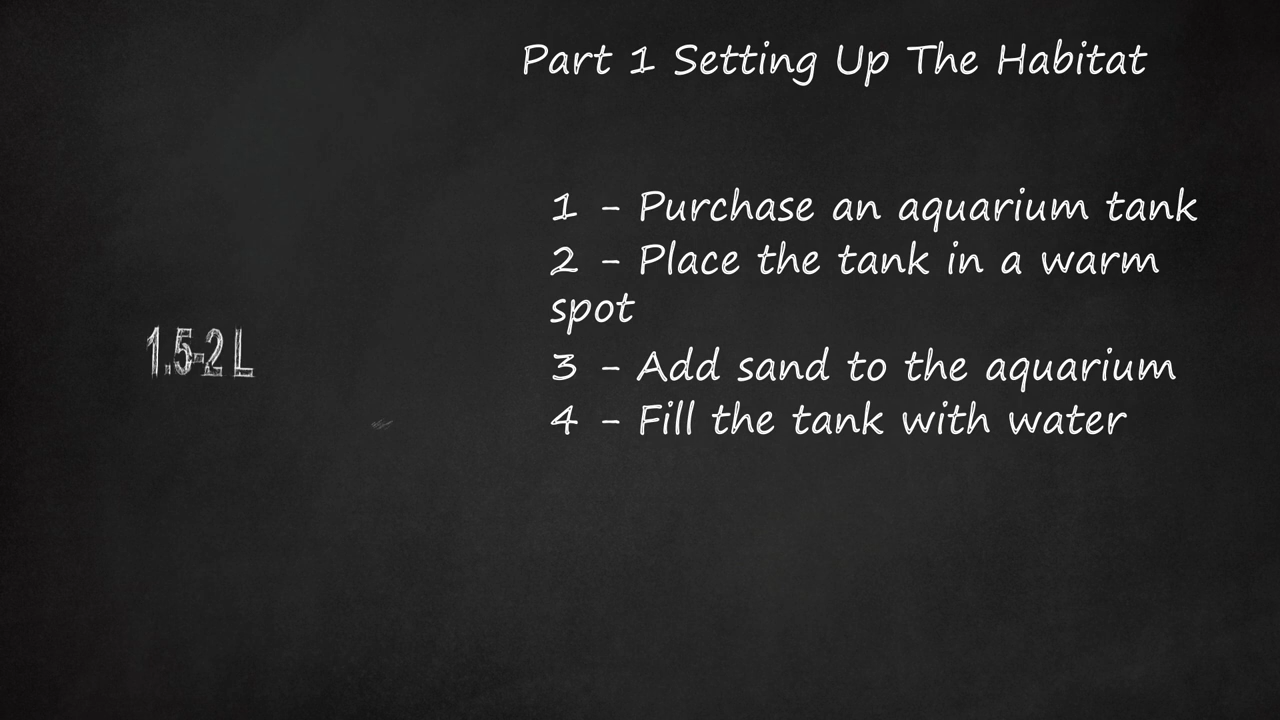 Part 1 Setting Up The Habitat
1 - Purchase an aquarium tank
2 - Place the tank in a warm
spot
3 - Add sand to the aquarium
4 - Fill the tank with water
1.5-2 L